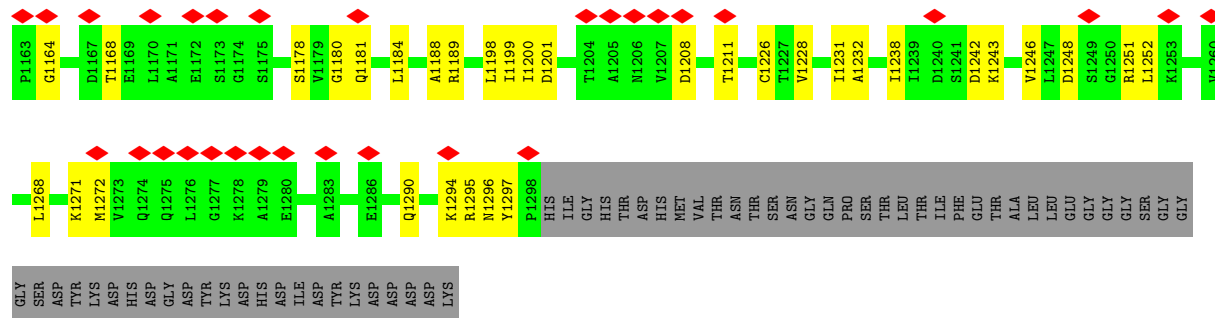 P1163 G1164 D1167 T1168 E1169 L1170 A1171 E1172 S1173 G1174 S1175 S1178 V1179 G1180 Q1181 L1184 A1188 R1189 L1198 I1199 I1200 D1201 T1204 A1205 N1206 V1207 D1208 T1211 C1226 T1227 V1228 I1231 A1232 I1238 I1239 D1240 S1241 D1242 K1243 V1246 L1247 D1248 S1249 G1250 R1251 L1252 K1253 V1260
L1268 K1271 M1272 V1273 Q1274 Q1275 L1276 G1277 K1278 A1279 E1280 A1283 E1286 Q1290 K1294 R1295 N1296 Y1297 P1298 HIS ILE GLY HIS THR ASP HIS MET VAL THR ASN THR SER ASN GLY GLN PRO SER THR LEU THR ILE PHE GLU THR ALA LEU LEU GLU GLY GLY GLY SER GLY GLY
GLY SER ASP TYR LYS ASP HIS ASP GLY ASP TYR LYS ASP HIS ASP ILE ASP TYR LYS ASP ASP ASP ASP LYS